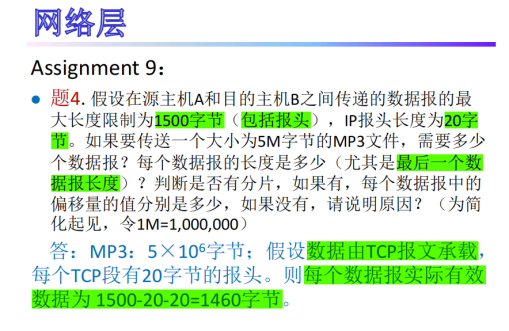 网络层
Assignment 9：
• 题4. 假设在源主机A和目的主机B之间传递的数据报的最
大长度限制为1500字节（包括报头），IP报头长度为20字
节。如果要传送一个大小为5M字节的MP3文件，需要多少
个数据报？每个数据报的长度是多少（尤其是最后一个数
据报长度）？判断是否有分片，如果有，每个数据报中的
偏移量的值分别是多少，如果没有，请说明原因？（为简
化起见，令1M=1,000,000）
答：MP3：5×10⁶字节；假设数据由TCP报文承载，
每个TCP段有20字节的报头。则每个数据报实际有效
数据为 1500-20-20=1460字节。